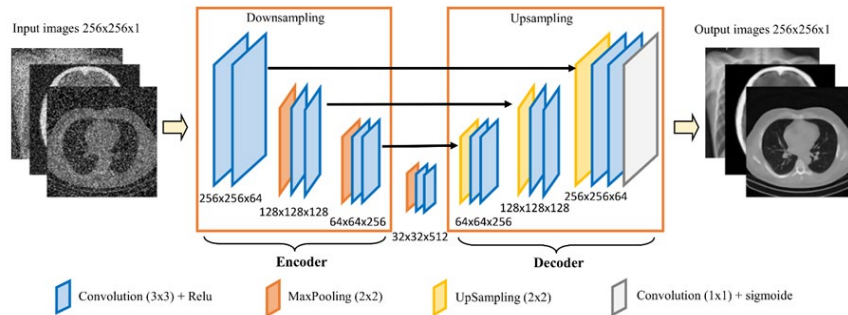 Input images 256x256x1
Downsampling
Upsampling
Output images 256x256x1
256x256x64
128x128x128
64x64x256
32x32x512
64x64x256
128x128x128
256x256x64
Encoder
Decoder
Convolution (3x3) + Relu
MaxPooling (2x2)
UpSampling (2x2)
Convolution (1x1) + sigmoide